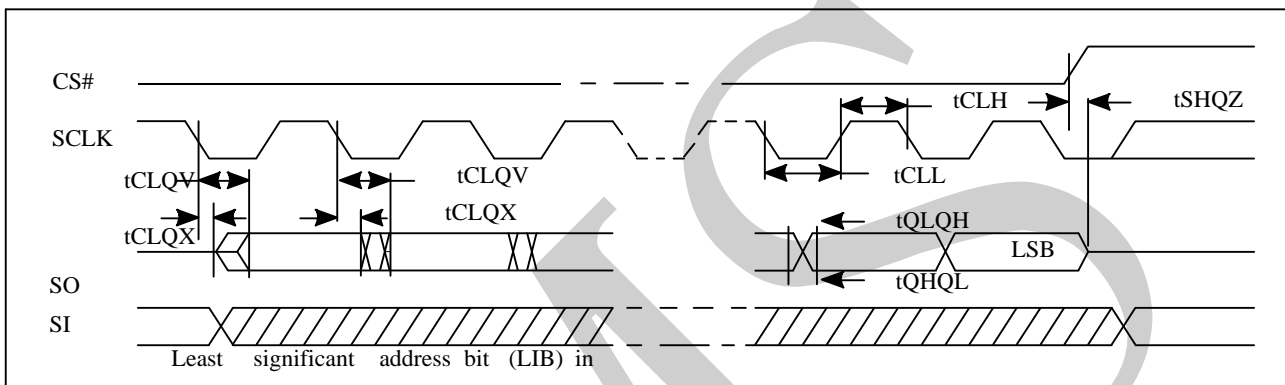 CS#
tCLH
tSHQZ
SCLK
tCLQV
tCLQV
tCLL
tCLQX
tCLQX
tQLQH
LSB
tQHQL
SO
SI
Least significant address bit (LIB) in